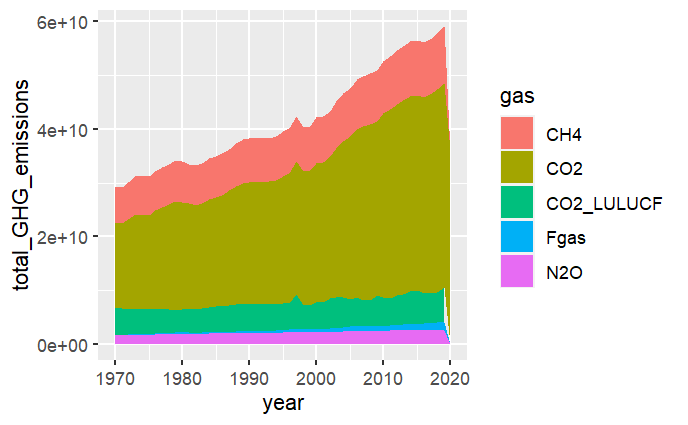 6e+10
4e+10
2e+10
0e+00
total_GHG_emissions
1970
1980
1990
2000
2010
2020
year
gas
CH4
CO2
CO2_LULUCF
Fgas
N2O